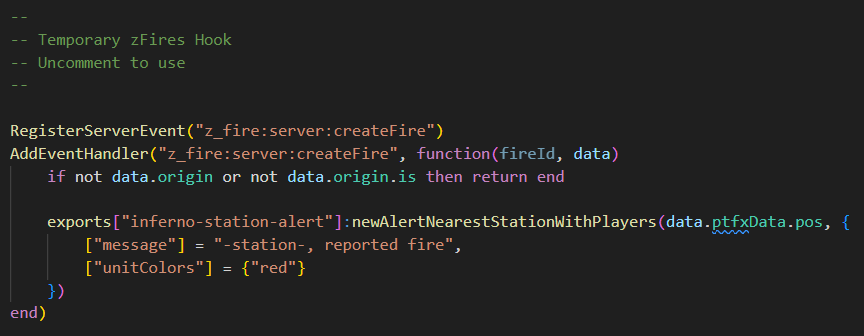 --
-- Temporary zFires Hook
-- Uncomment to use
--
RegisterServerEvent("z_fire:server:createFire")
AddEventHandler("z_fire:server:createFire", function(fireId, data)
    if not data.origin or not data.origin.is then return end
    exports["inferno-station-alert"]:newAlertNearestStationWithPlayers(data.ptfxData.pos, {
        ["message"] = "-station-, reported fire",
        ["unitColors"] = {"red"}
    })
end)